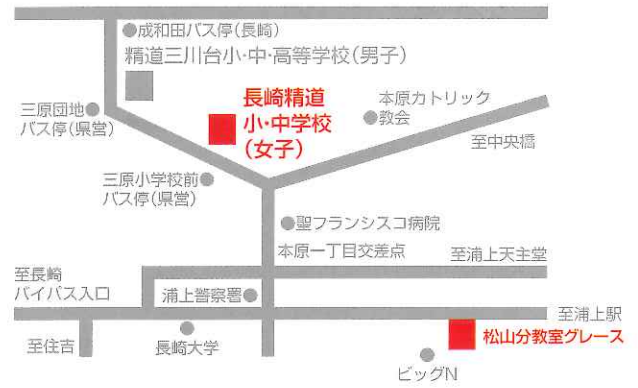 成和田バス停(長崎)
精道三川台小・中・高等学校(男子)
長崎精道
小・中学校
(女子)
本原カトリック
教会
三原団地
バス停(県営)
至中央橋
三原小学校前
バス停(県営)
聖フランシスコ病院
本原一丁目交差点
至浦上天主堂
至長崎
バイパス入口
浦上警察署
至浦上駅
松山分教室グレース
至住吉
長崎大学
ビッグN